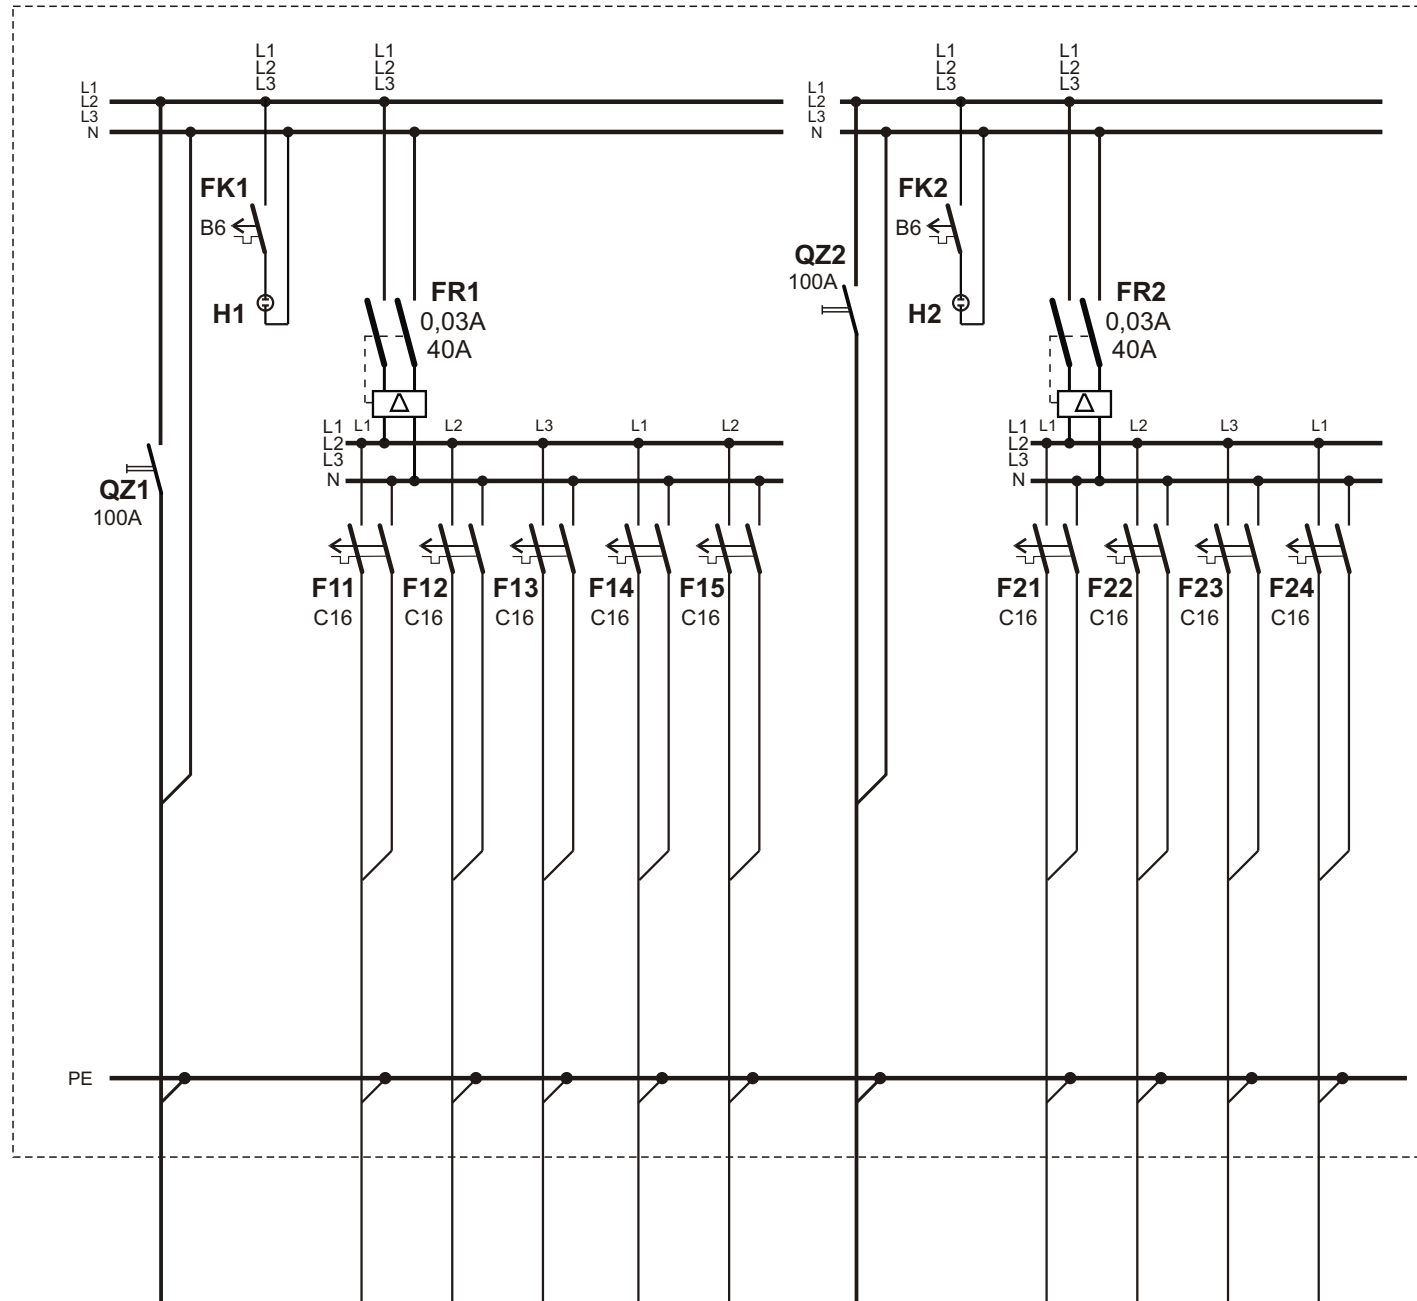 L1
L2
L3
L1
L2
L3
L1
L2
L3
L1
L2
L3
L1
L2
L3
N
L1
L2
L3
N
FK1
B6
H1
FR1
0,03A
40A
QZ1
100A
L1
L2
L3
N
L1 L2 L3 L1 L2
F11 F12 F13 F14 F15
C16 C16 C16 C16 C16
FK2
B6
QZ2
100A
H2
FR2
0,03A
40A
L1
L2
L3
N
L1 L2 L3 L1
F21 F22 F23 F24
C16 C16 C16 C16
PE